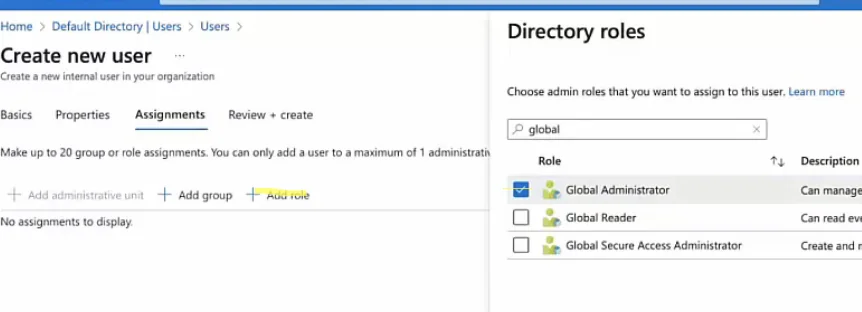 Home > Default Directory | Users > Users >
Create new user ...
Create a new internal user in your organization
Basics Properties Assignments Review + create
Make up to 20 group or role assignments. You can only add a user to a maximum of 1
+ Add administrative unit + Add group + Add role
No assignments to display.
Directory roles
Choose admin roles that you want to assign to this user. Learn more
global
Role Description
Global Administrator Can manage
Global Reader Can read
Global Secure Access Administrator Create and